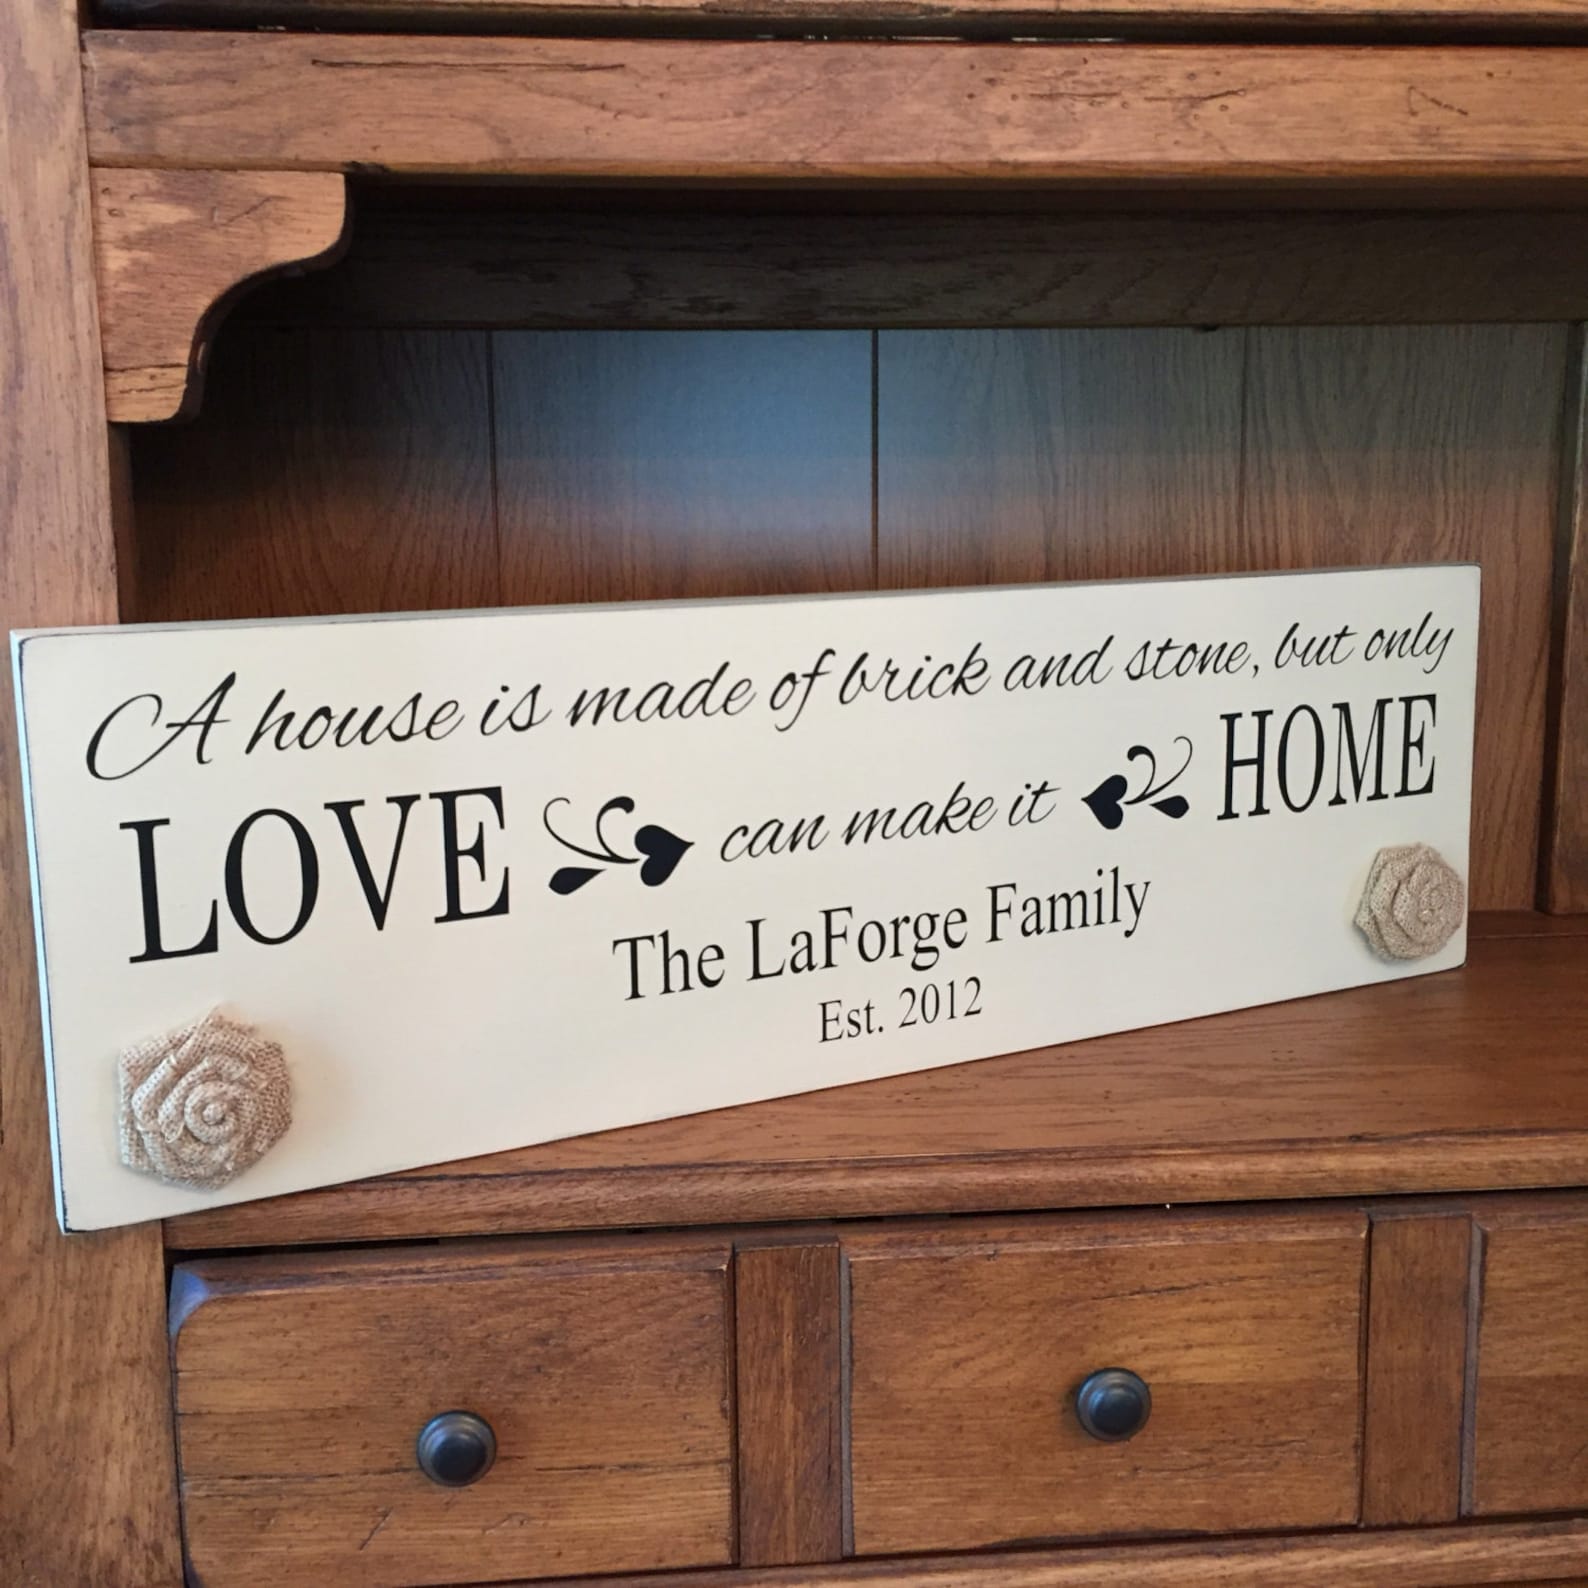 A house is made of brick and stone, but only
LOVE can make it HOME
The LaForge Family
Est. 2012